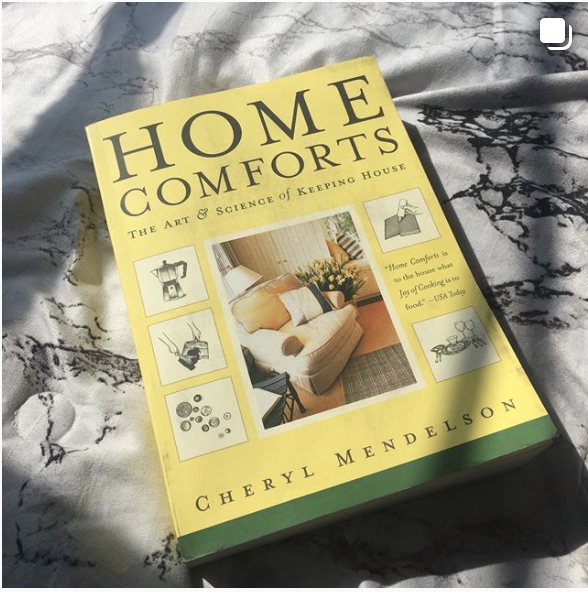 HOME
COMFORTS
THE ART & SCIENCE of KEEPING HOUSE
"Home Comforts is
to the house what
Joy of Cooking is to
food." —USA Today
CHERYL MENDELSON